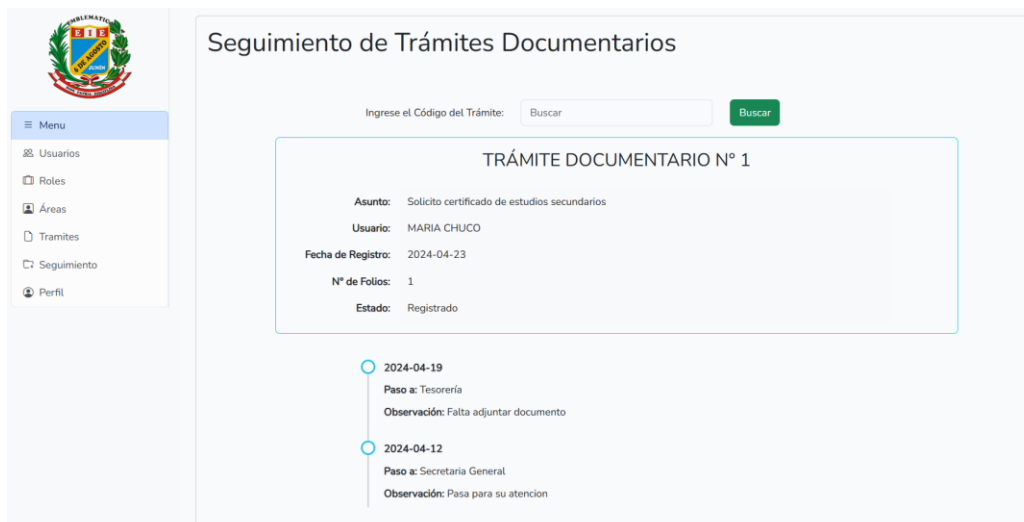 EMBLEMATICO
E I E
6 DE AGOSTO
JUNÍN
Menu
Usuarios
Roles
Áreas
Tramites
Seguimiento
Perfil
Seguimiento de Trámites Documentarios
Ingrese el Código del Trámite: Buscar Buscar
TRÁMITE DOCUMENTARIO N° 1
Asunto: Solicito certificado de estudios secundarios
Usuario: MARIA CHUCO
Fecha de Registro: 2024-04-23
N° de Folios: 1
Estado: Registrado
2024-04-19
Paso a: Tesorería
Observación: Falta adjuntar documento
2024-04-12
Paso a: Secretaria General
Observación: Pasa para su atencion